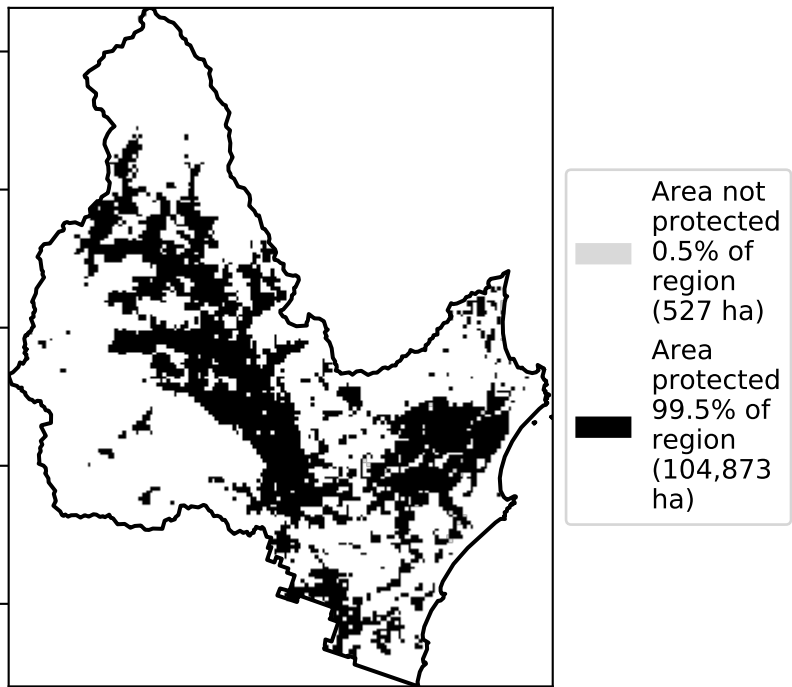 Area not
protected
0.5% of
region
(527 ha)
Area
protected
99.5% of
region
(104,873
ha)